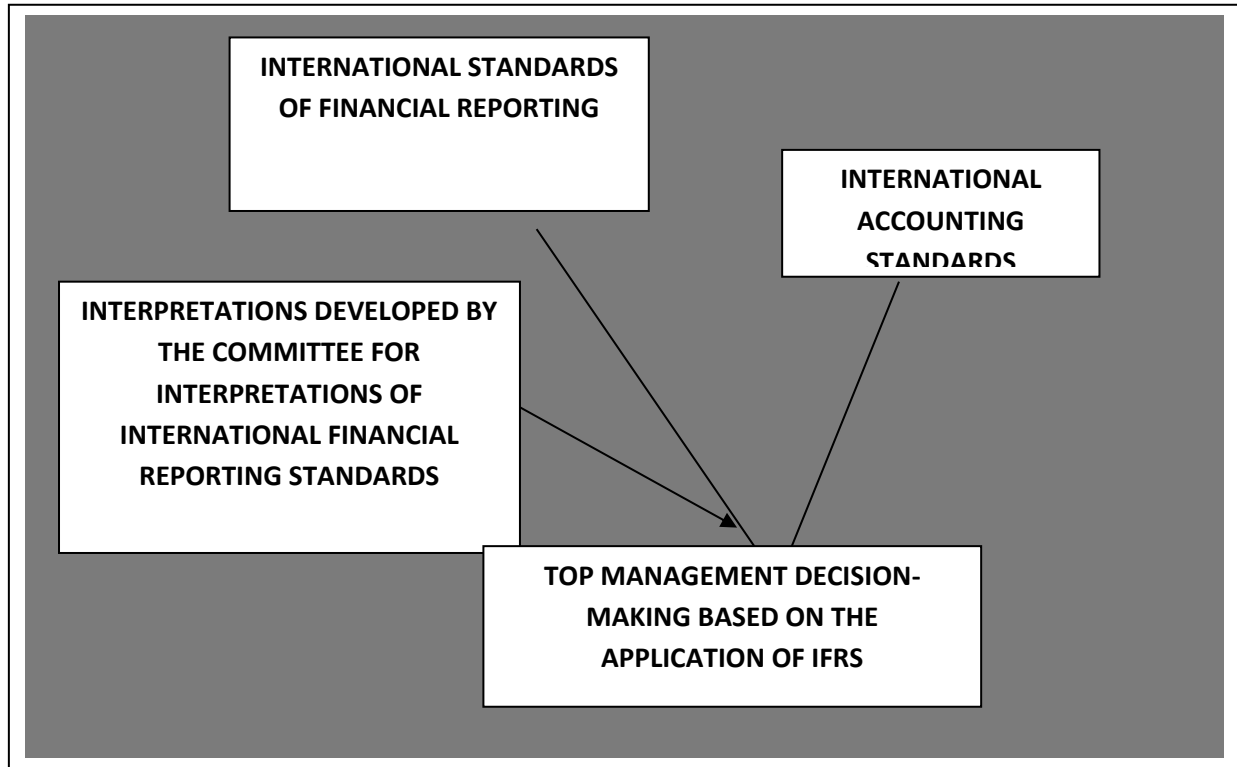 INTERNATIONAL STANDARDS
OF FINANCIAL REPORTING
INTERNATIONAL
ACCOUNTING
STANDARDS
INTERPRETATIONS DEVELOPED BY
THE COMMITTEE FOR
INTERPRETATIONS OF
INTERNATIONAL FINANCIAL
REPORTING STANDARDS
TOP MANAGEMENT DECISION-
MAKING BASED ON THE
APPLICATION OF IFRS